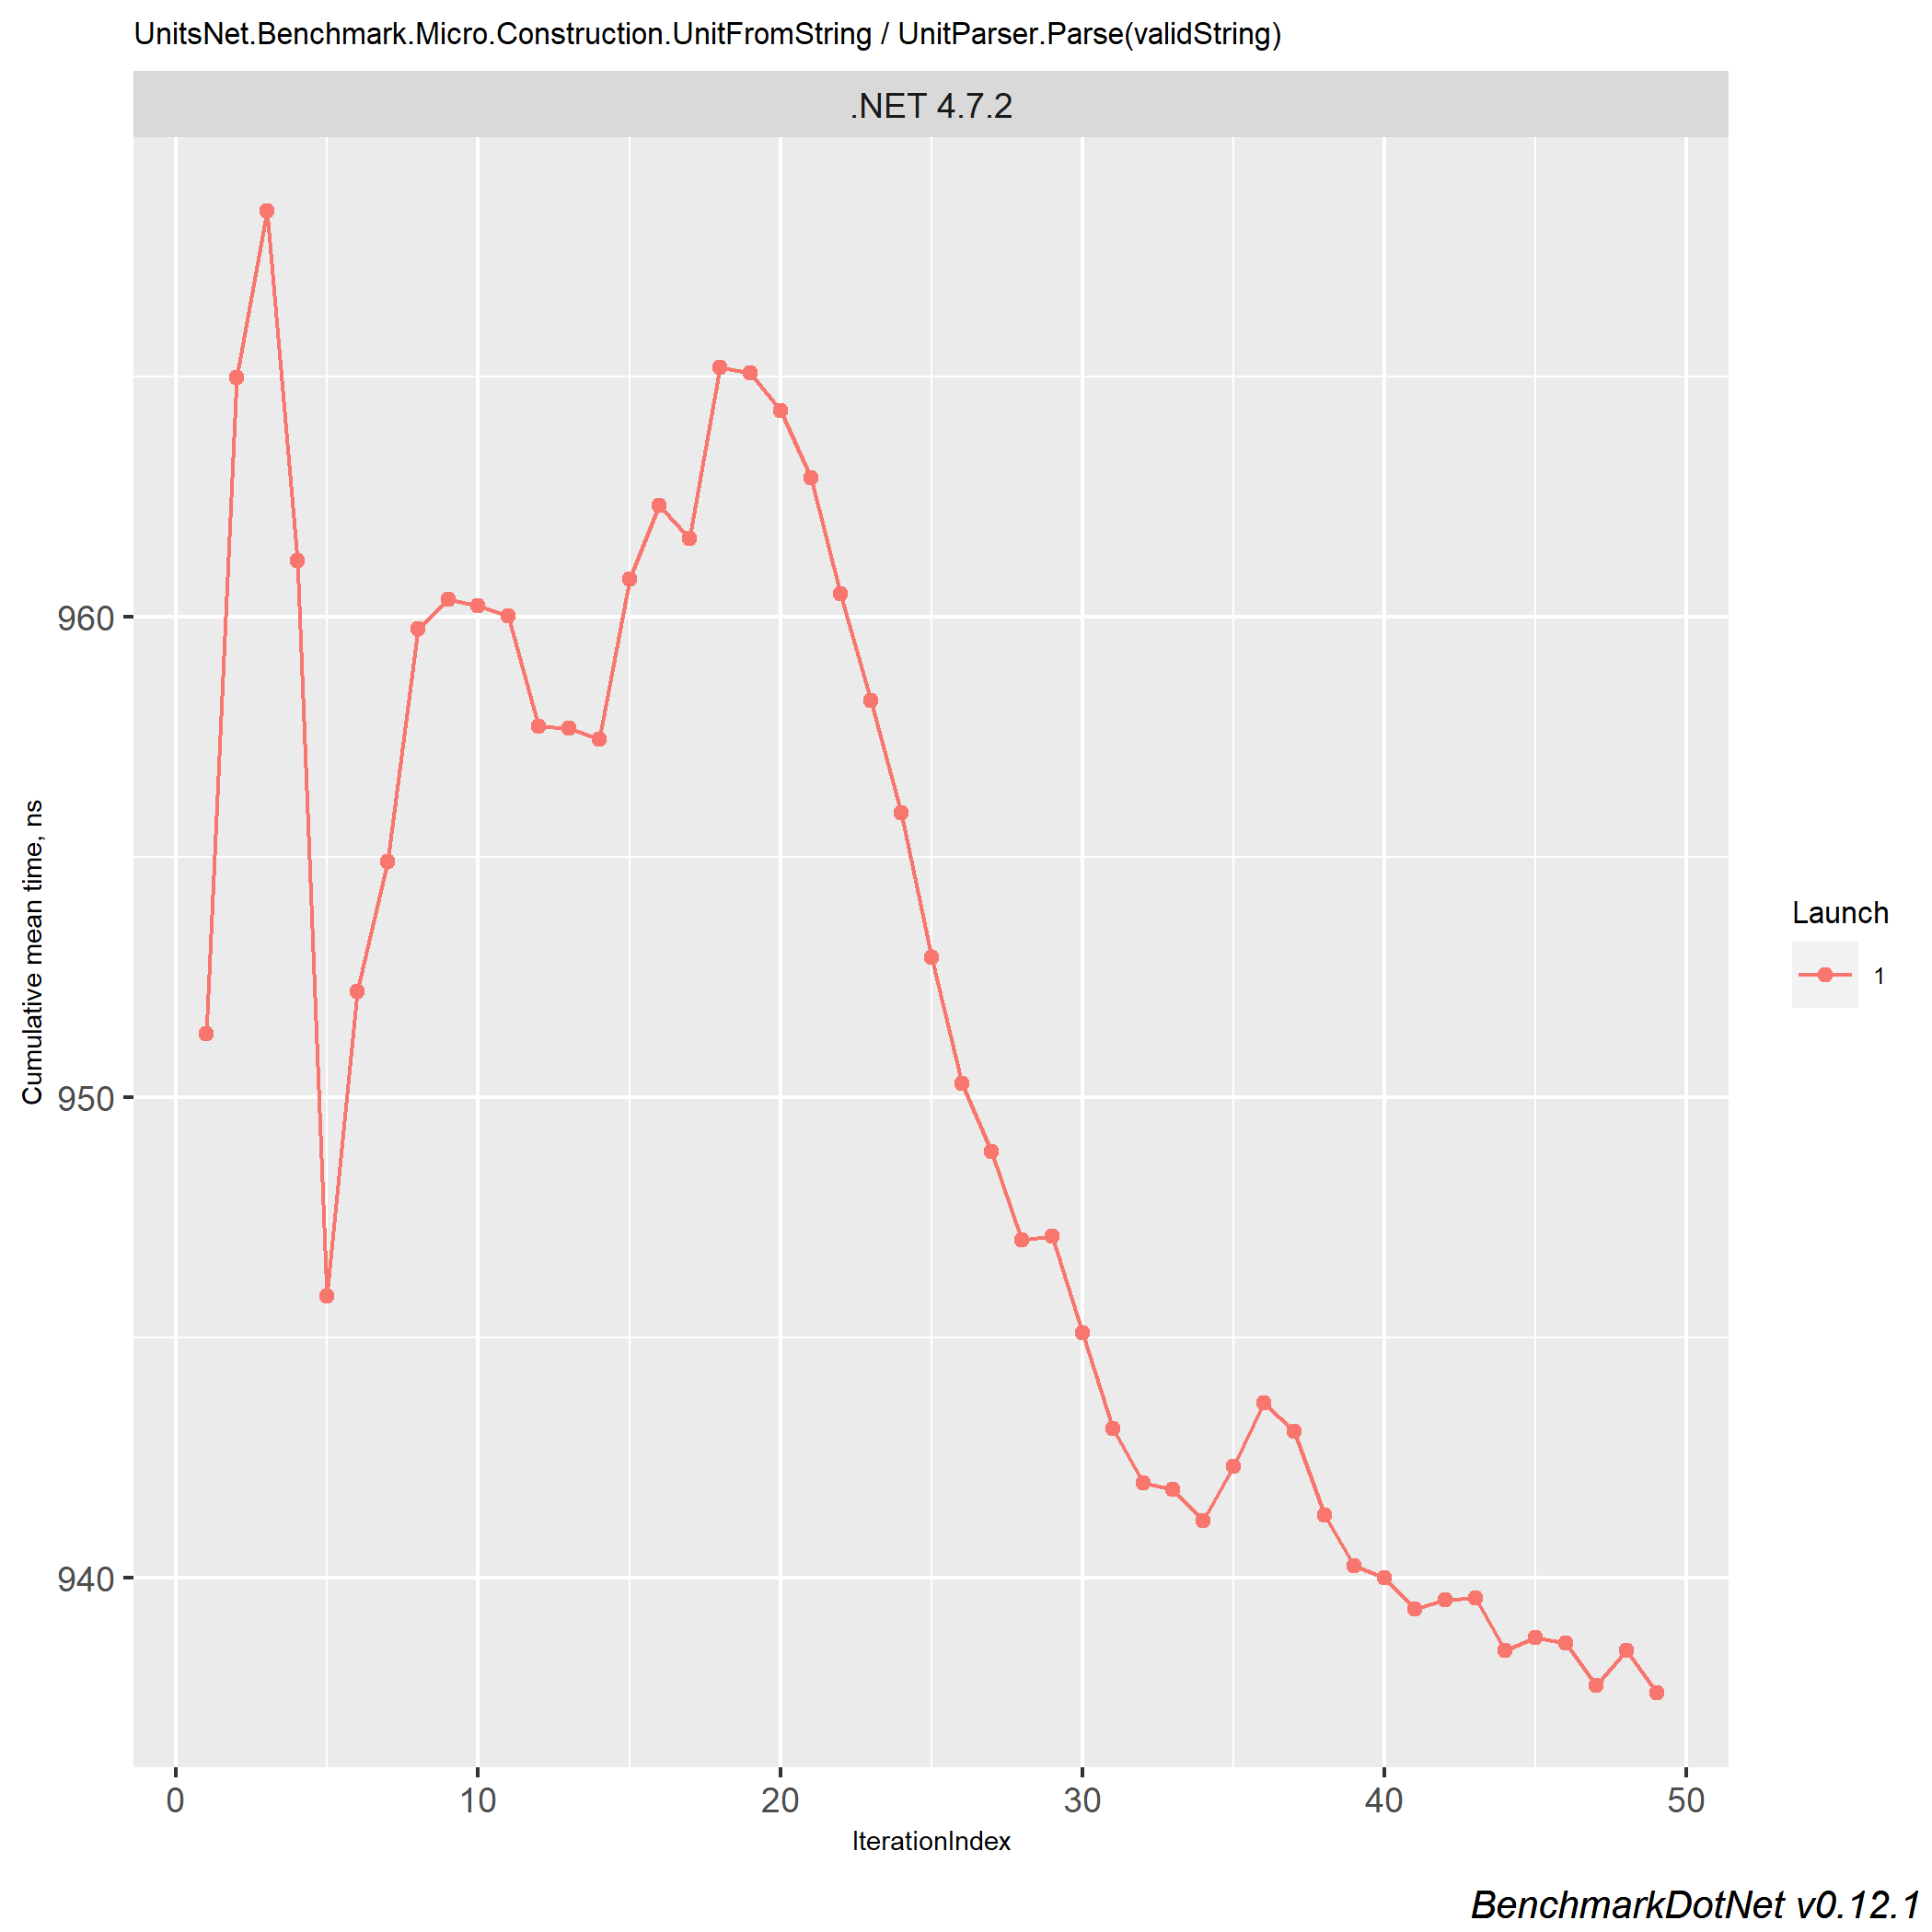 UnitsNet.Benchmark.Micro.Construction.UnitFromString / UnitParser.Parse(validString)
.NET 4.7.2
Cumulative mean time, ns
960
950
940
0 10 20 30 40 50
IterationIndex
Launch
1
BenchmarkDotNet v0.12.1